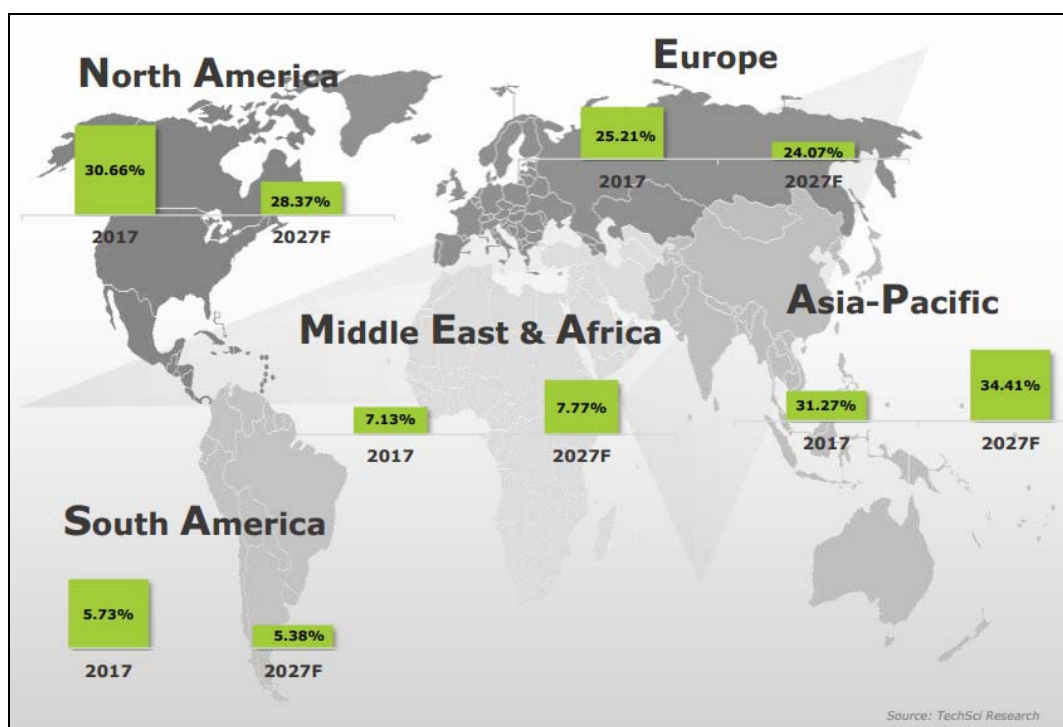 North America
30.66%
28.37%
2017
2027F
Europe
25.21%
24.07%
2017
2027F
Middle East & Africa
7.13%
7.77%
2017
2027F
Asia-Pacific
31.27%
34.41%
2017
2027F
South America
5.73%
5.38%
2017
2027F
Source: TechSci Research